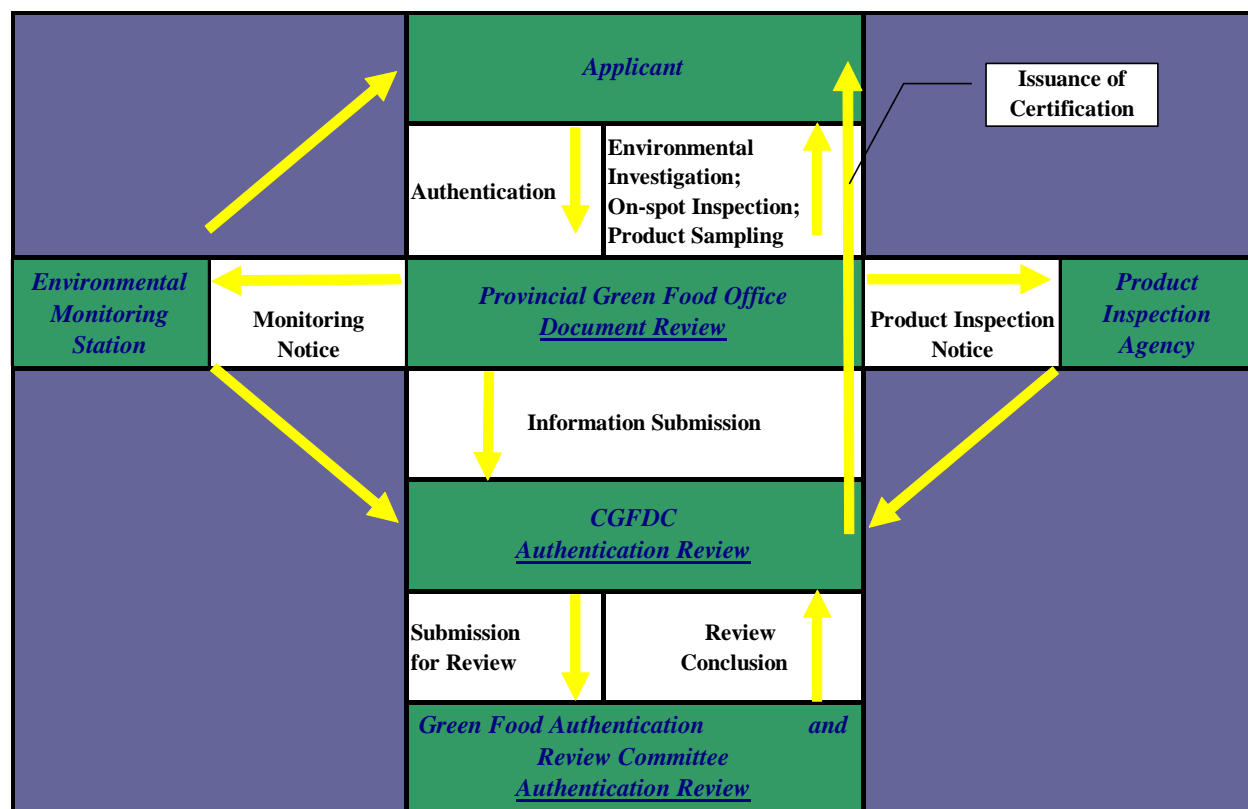 Applicant
Issuance of
Certification
Authentication
Environmental
Investigation;
On-spot Inspection;
Product Sampling
Environmental
Monitoring
Station
Monitoring
Notice
Provincial Green Food Office
Document Review
Product Inspection
Notice
Product
Inspection
Agency
Information Submission
CGFDC
Authentication Review
Submission
for Review
Review
Conclusion
Green Food Authentication and
Review Committee
Authentication Review